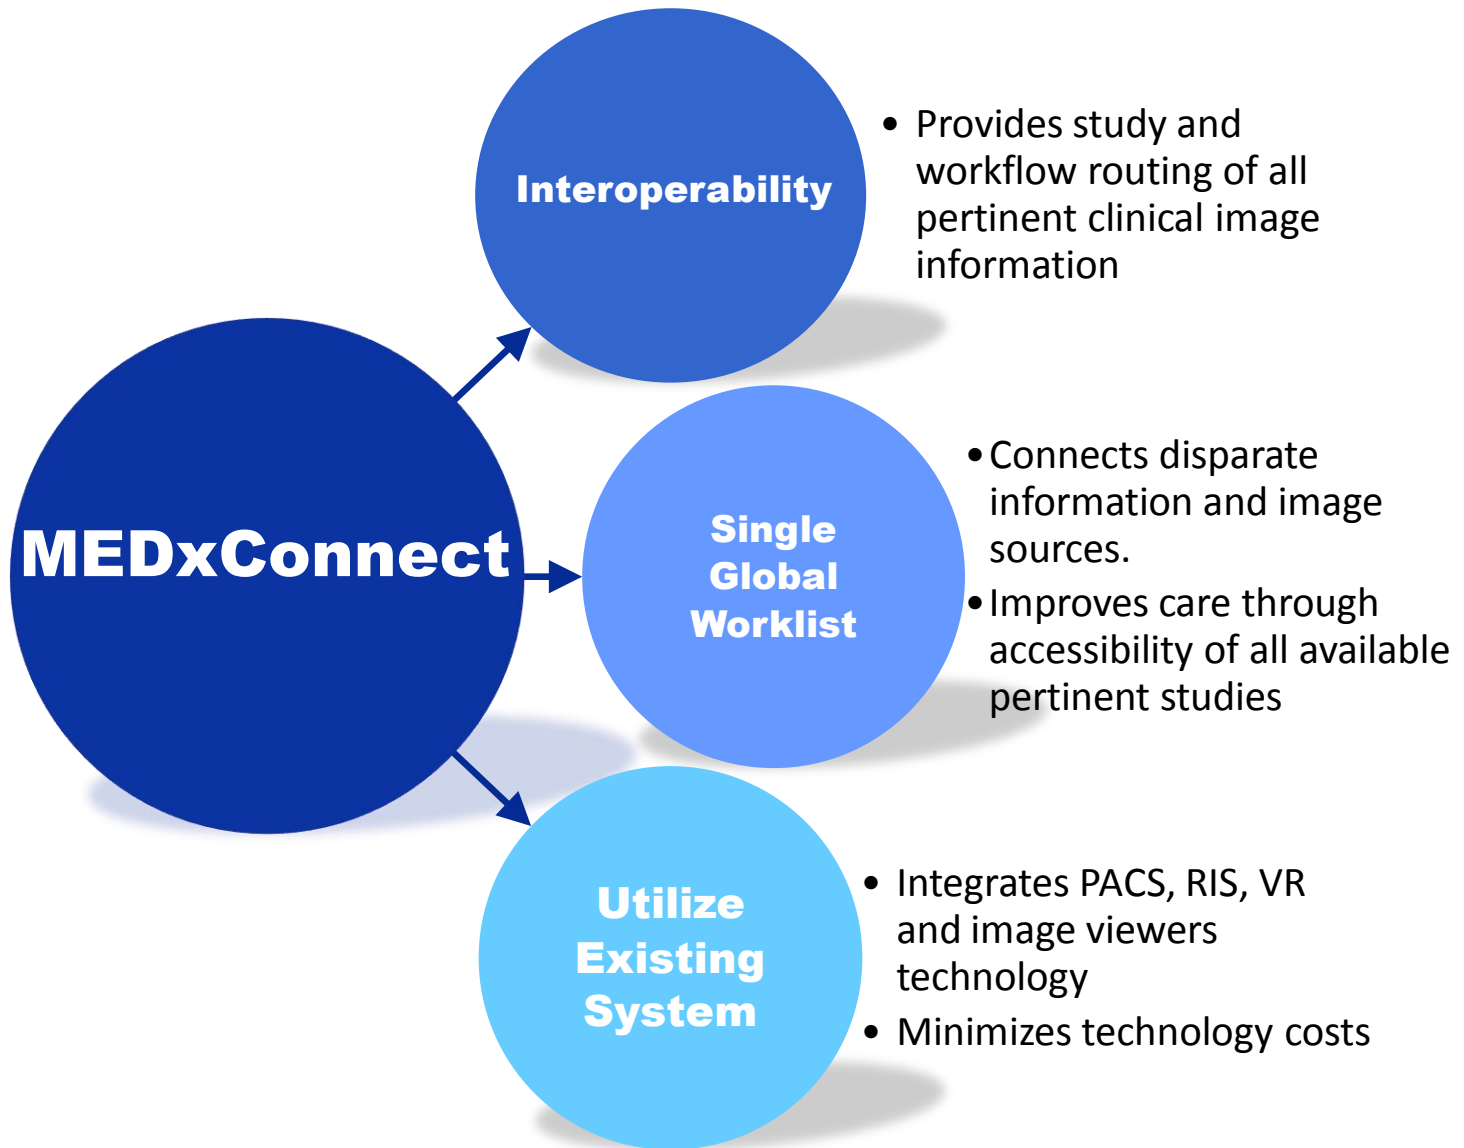 MEDxConnect
Interoperability
• Provides study and
workflow routing of all
pertinent clinical image
information
Single
Global
Worklist
• Connects disparate
information and image
sources.
• Improves care through
accessibility of all available
pertinent studies
Utilize
Existing
System
• Integrates PACS, RIS, VR
and image viewers
technology
• Minimizes technology costs